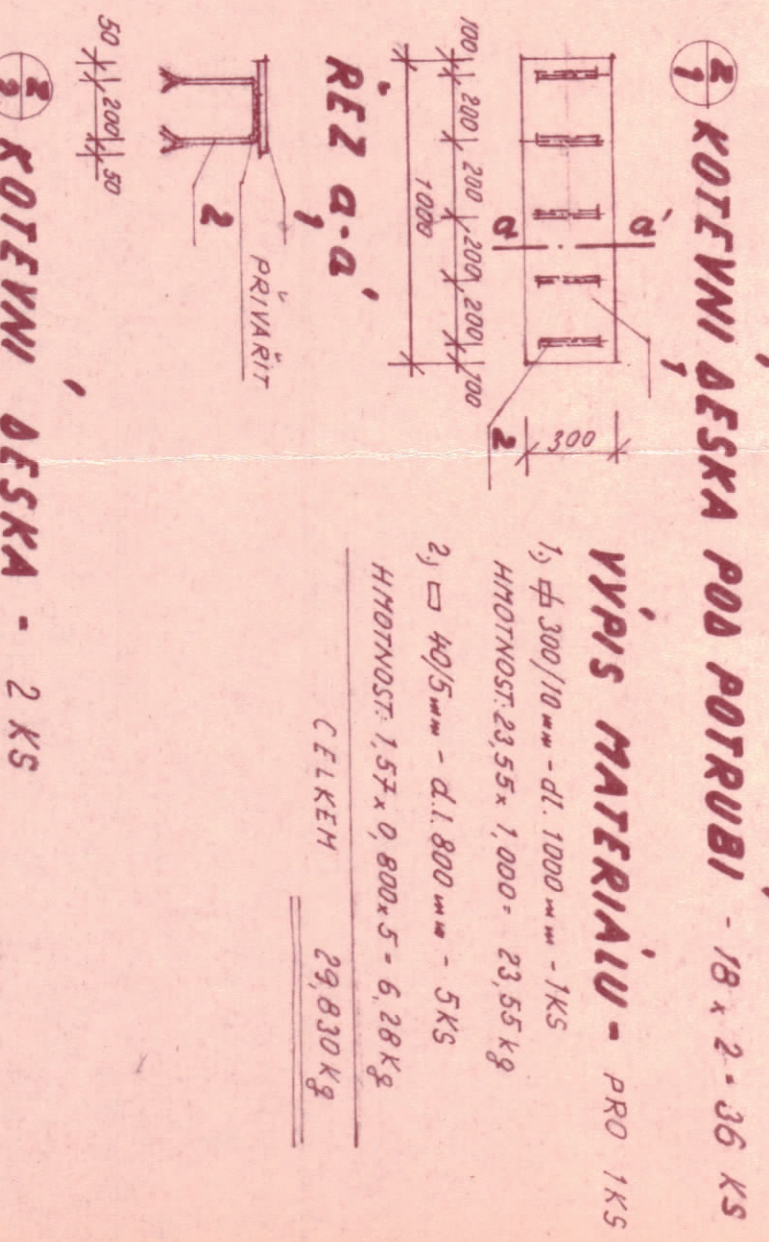 Z/1 KOTEVNÍ DESKA POD POTRUBÍ - 18 x 2 = 36 KS
a a'
1
2
300
100 200 200 200 200 100
1000
ŘEZ a-a'
1
PŘIVAŘIT
2
50 200 50
VÝPIS MATERIÁLU - PRO 1KS
1) 300/10 mm - dl. 1000 mm - 1KS
HMOTNOST: 23,55 x 1,000 = 23,55 kg
2) 40/5 mm - d.l. 800 mm - 5KS
HMOTNOST: 1,57 x 0,800 x 5 = 6,28 Kg
CELKEM 29,830 Kg
Z/2 KOTEVNÍ DESKA - 2 KS